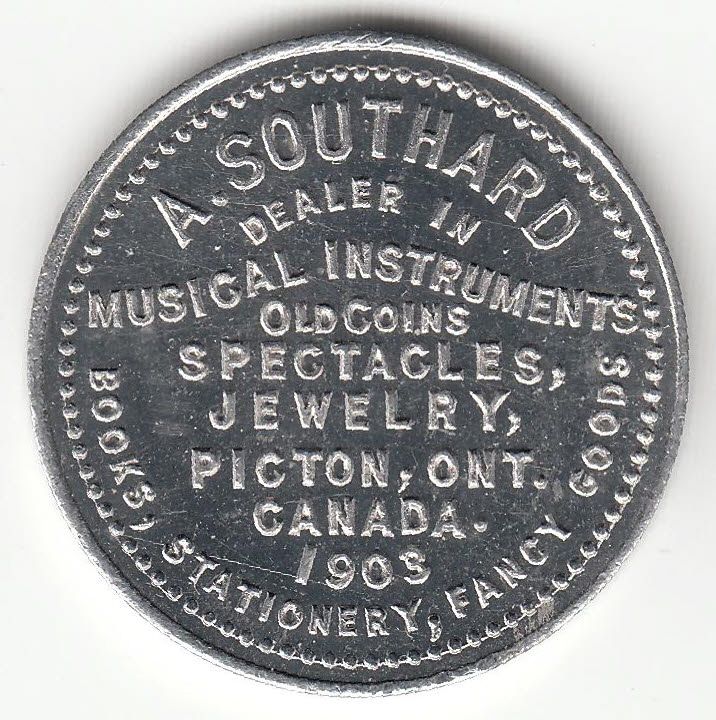 A. SOUTHARD
DEALER IN
MUSICAL INSTRUMENTS
OLD COINS
SPECTACLES,
JEWELRY,
PICTON, ONT.
CANADA.
1903
BOOKS, STATIONERY, FANCY GOODS